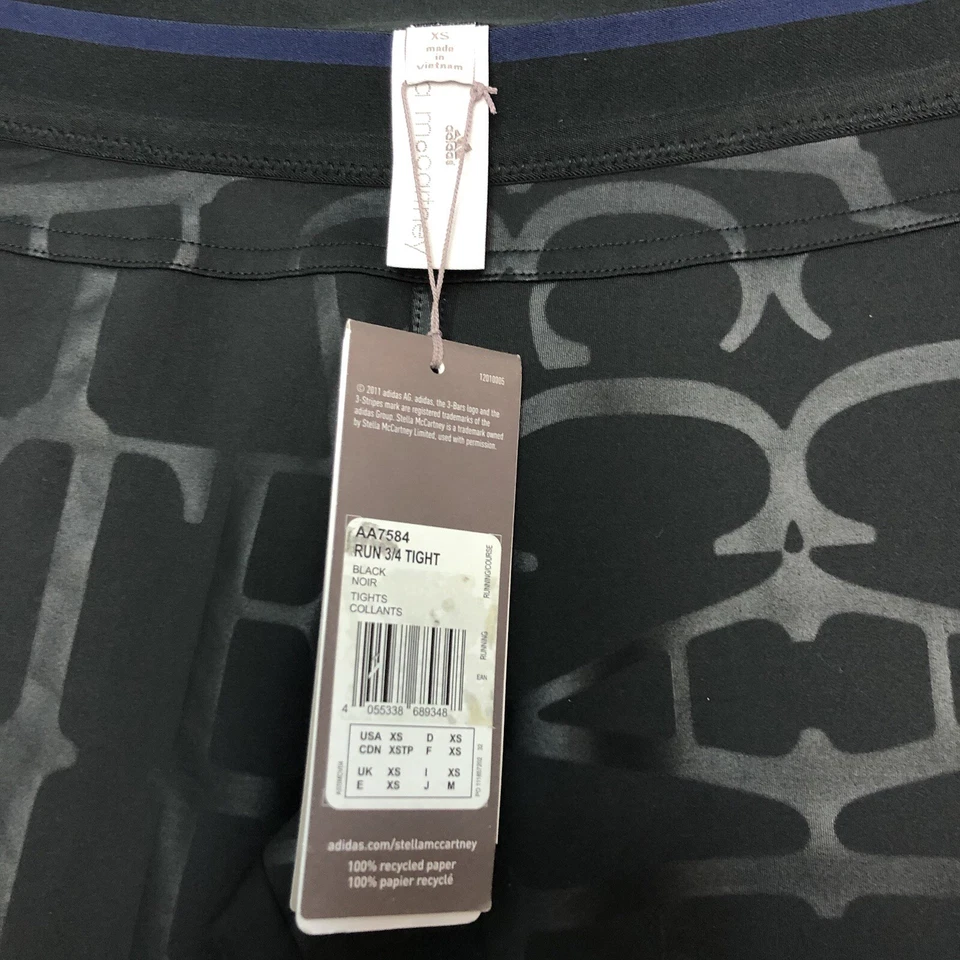 XS
made
in
vietnam
a mccartney
adidas
12010005
© 2011 adidas AG. adidas, the 3-Bars logo and the
3-Stripes mark are registered trademarks of the
adidas Group. Stella McCartney is a trademark owned
by Stella McCartney Limited, used with permission.
AA7584
RUN 3/4 TIGHT
BLACK
NOIR
TIGHTS
COLLANTS
RUNNING/COURSE
RUNNING
EAN
4 055338 689348
USA XS D XS
CDN XSTP F XS
UK XS I XS
E XS J M
adidas.com/stellamccartney
100% recycled paper
100% papier recyclé